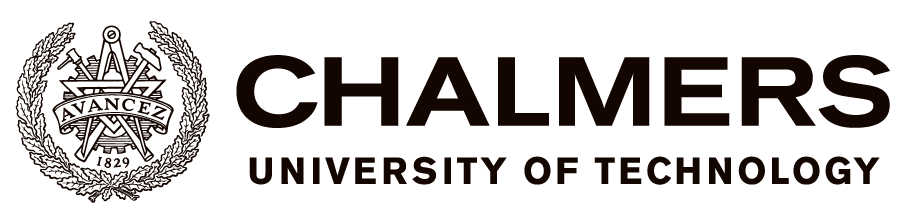 AVANCEZ
1829
CHALMERS
UNIVERSITY OF TECHNOLOGY